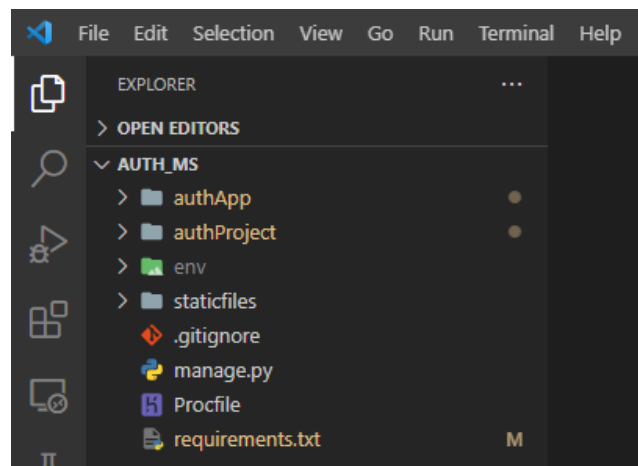 File Edit Selection View Go Run Terminal Help
EXPLORER
OPEN EDITORS
AUTH_MS
authApp
authProject
env
staticfiles
.gitignore
manage.py
Procfile
requirements.txt M